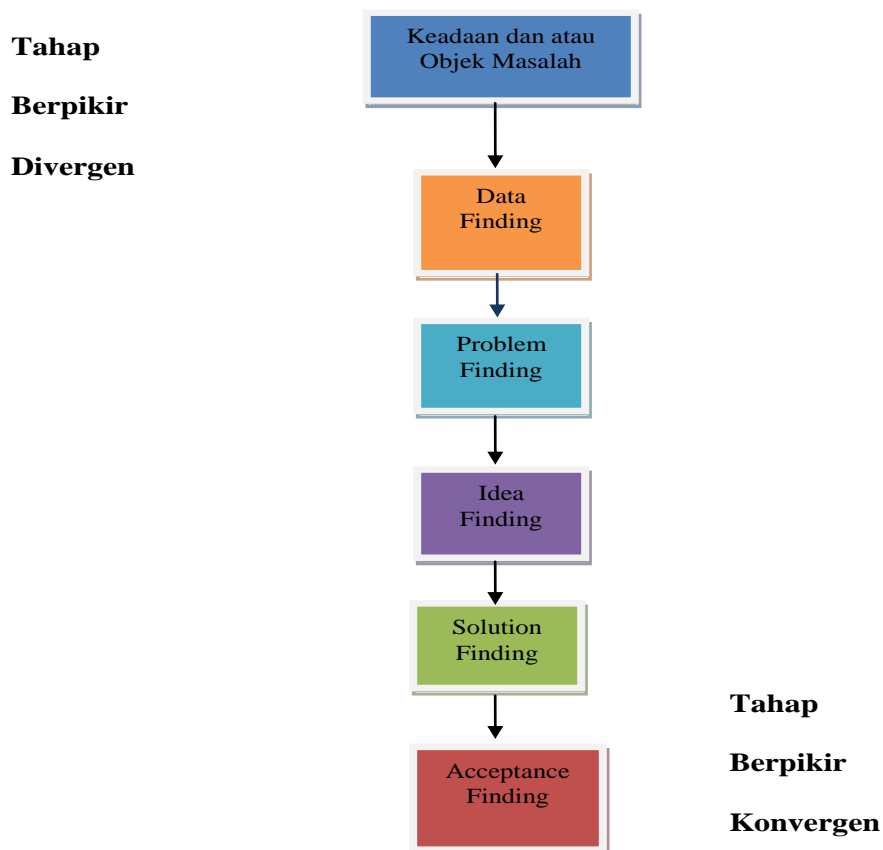 Tahap
Berpikir
Divergen
Keadaan dan atau
Objek Masalah
Data
Finding
Problem
Finding
Idea
Finding
Solution
Finding
Acceptance
Finding
Tahap
Berpikir
Konvergen